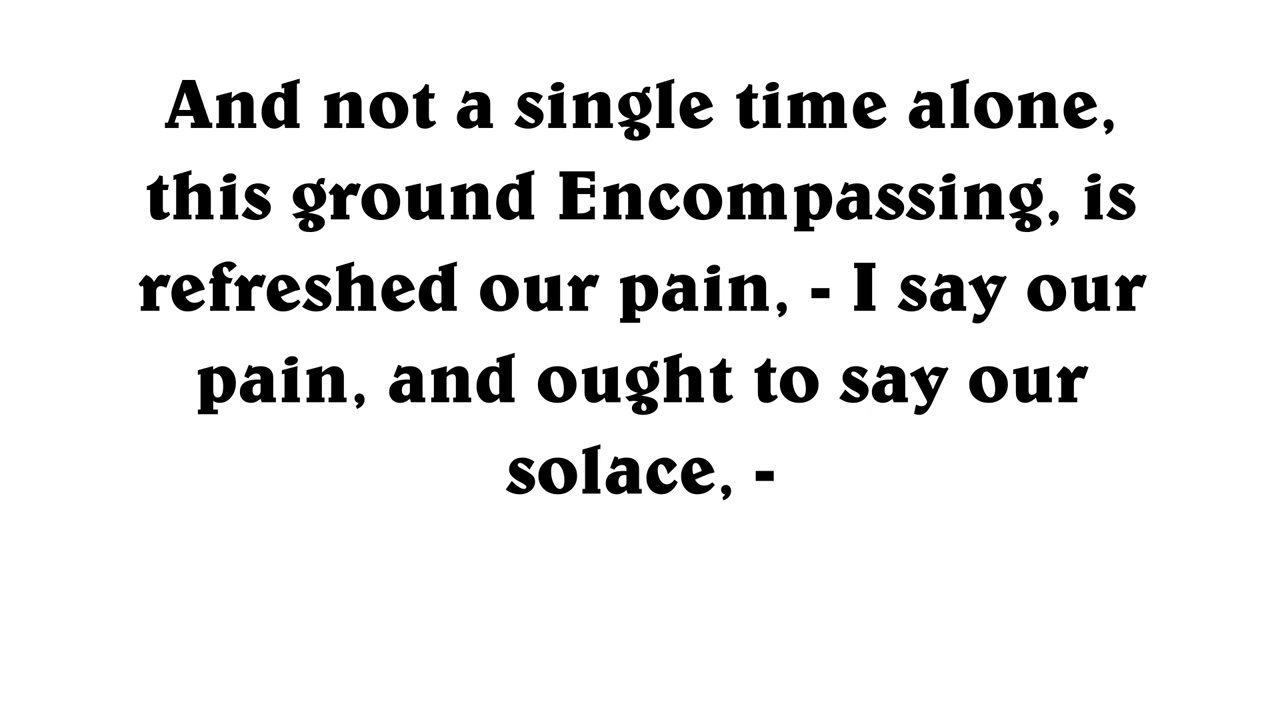 And not a single time alone,
this ground Encompassing, is
refreshed our pain, - I say our
pain, and ought to say our
solace, -